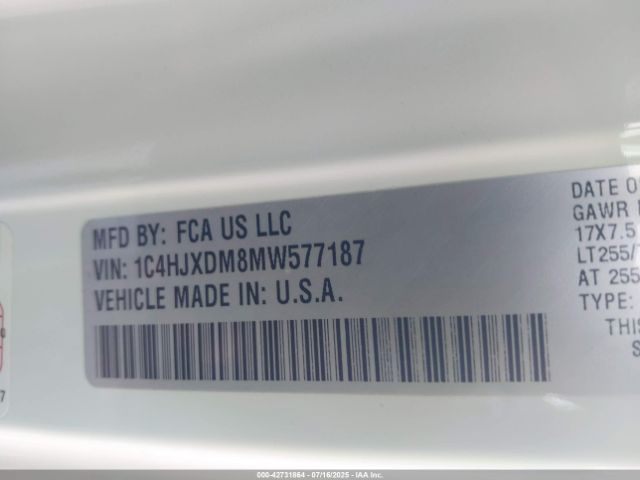 MFD BY: FCA US LLC
VIN: 1C4HJXDM8MW577187
VEHICLE MADE IN: U.S.A.
DATE O
GAWR
17X7.5
LT255/
AT 255
TYPE:
THIS
S
7
000-42731864 | 07/16/2025 | IAA Inc.